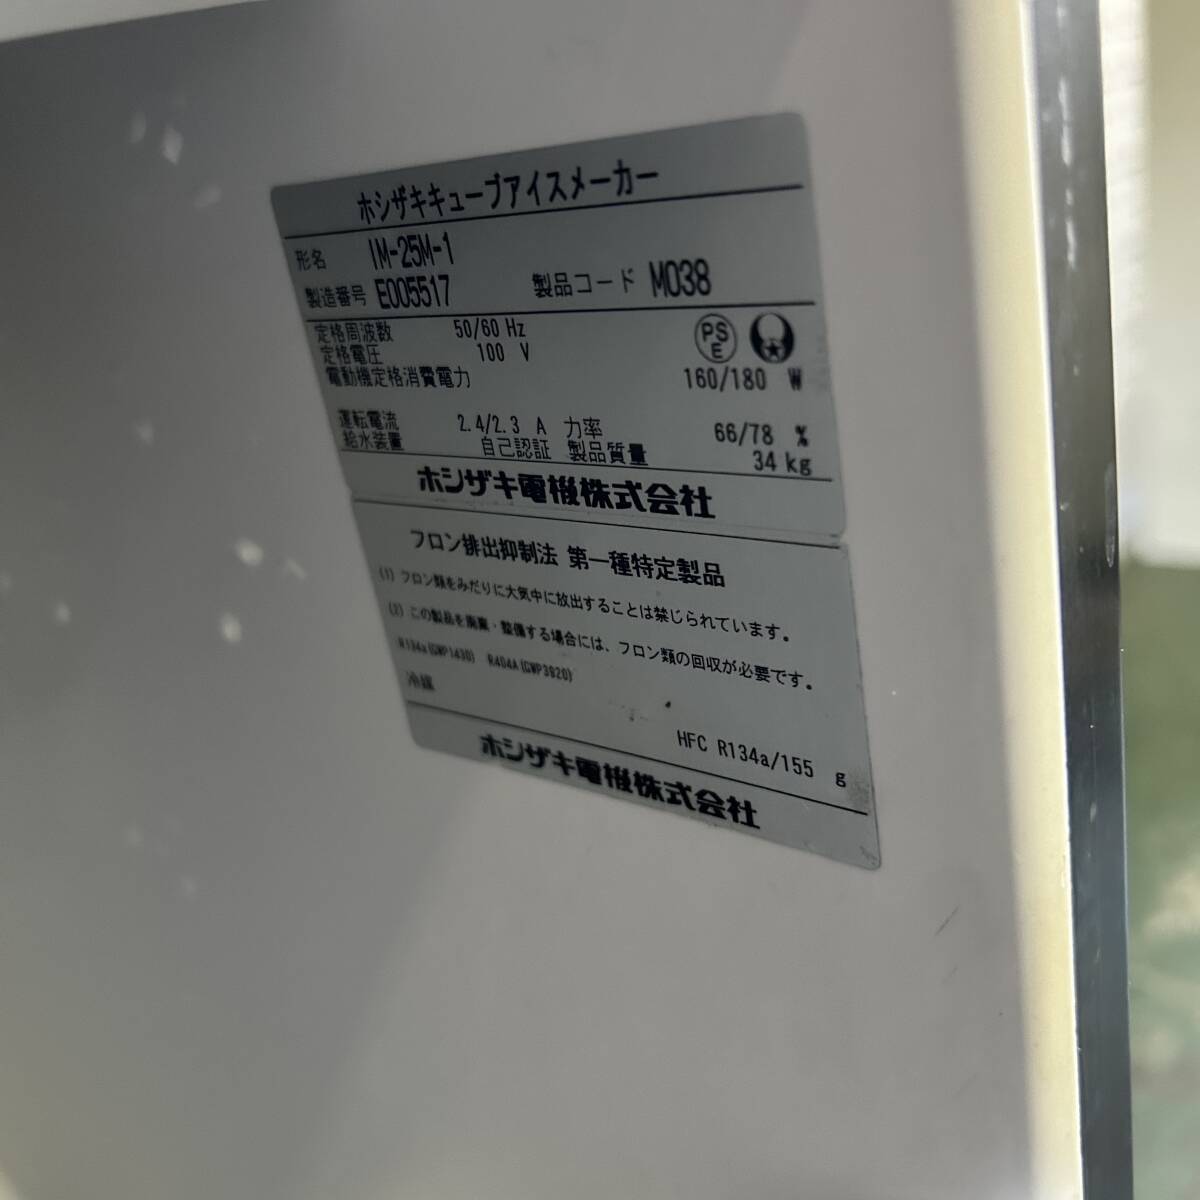 ホシザキキューブアイスメーカー
形名 IM-25M-1
製造番号 E005517 製品コード M038
定格周波数 50/60 Hz
定格電圧 100 V
PS
E
電動機定格消費電力 160/180 W
運転電流 2.4/2.3 A 力率 66/78 %
給水装置 自己認証 製品質量 34 kg
ホシザキ電機株式会社
フロン排出抑制法 第一種特定製品
(1) フロン類をみだりに大気中に放出することは禁じられています。
(2) この製品を廃棄・整備する場合には、フロン類の回収が必要です。
R134a(GWP1430) R404A(GWP3920)
冷媒
HFC R134a/155 g
ホシザキ電機株式会社